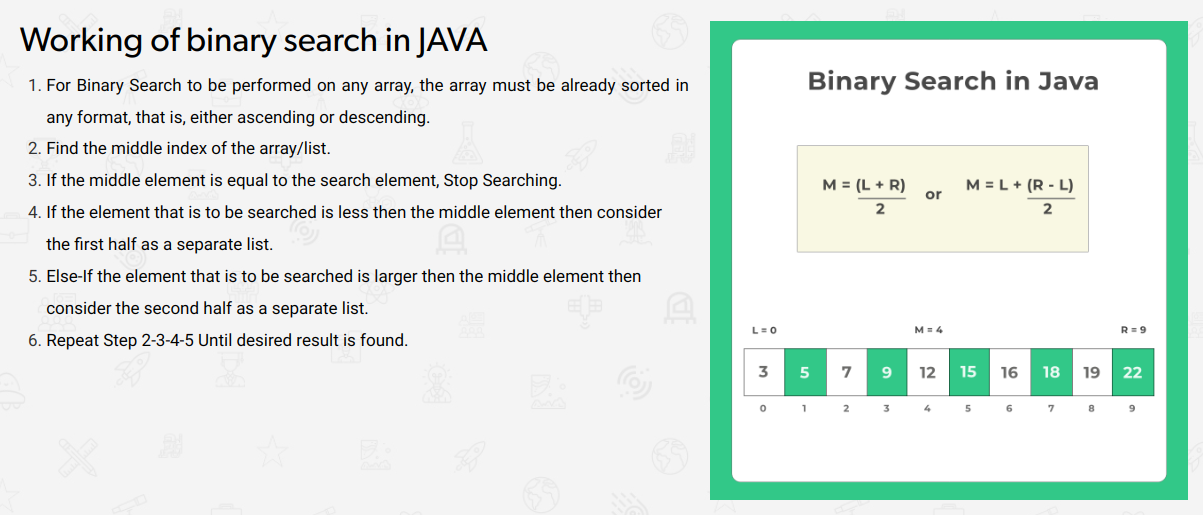 Working of binary search in JAVA
1. For Binary Search to be performed on any array, the array must be already sorted in
any format, that is, either ascending or descending.
2. Find the middle index of the array/list.
3. If the middle element is equal to the search element, Stop Searching.
4. If the element that is to be searched is less then the middle element then consider
the first half as a separate list.
5. Else-If the element that is to be searched is larger then the middle element then
consider the second half as a separate list.
6. Repeat Step 2-3-4-5 Until desired result is found.
Binary Search in Java
M = (L + R) or M = L + (R - L)
2 2
L = 0 M = 4 R = 9
3 5 7 9 12 15 16 18 19 22
0 1 2 3 4 5 6 7 8 9